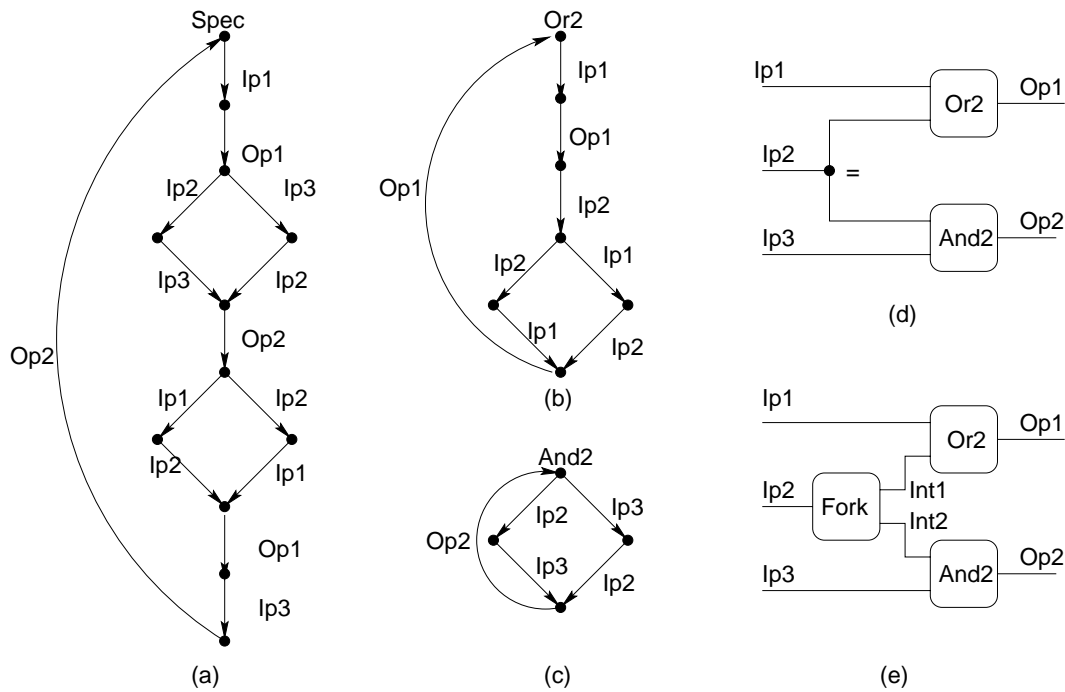 Spec
Ip1
Op1
Ip2
Ip3
Ip3
Ip2
Op2
Op2
Ip1
Ip2
Ip2
Ip1
Op1
Ip3
(a)
Or2
Ip1
Op1
Op1
Ip2
Ip2
Ip1
Ip1
Ip2
(b)
And2
Ip2
Ip3
Op2
Ip3
Ip2
(c)
Ip1
Or2
Op1
Ip2
=
Ip3
And2
Op2
(d)
Ip1
Or2
Op1
Ip2
Fork
Int1
Int2
Ip3
And2
Op2
(e)